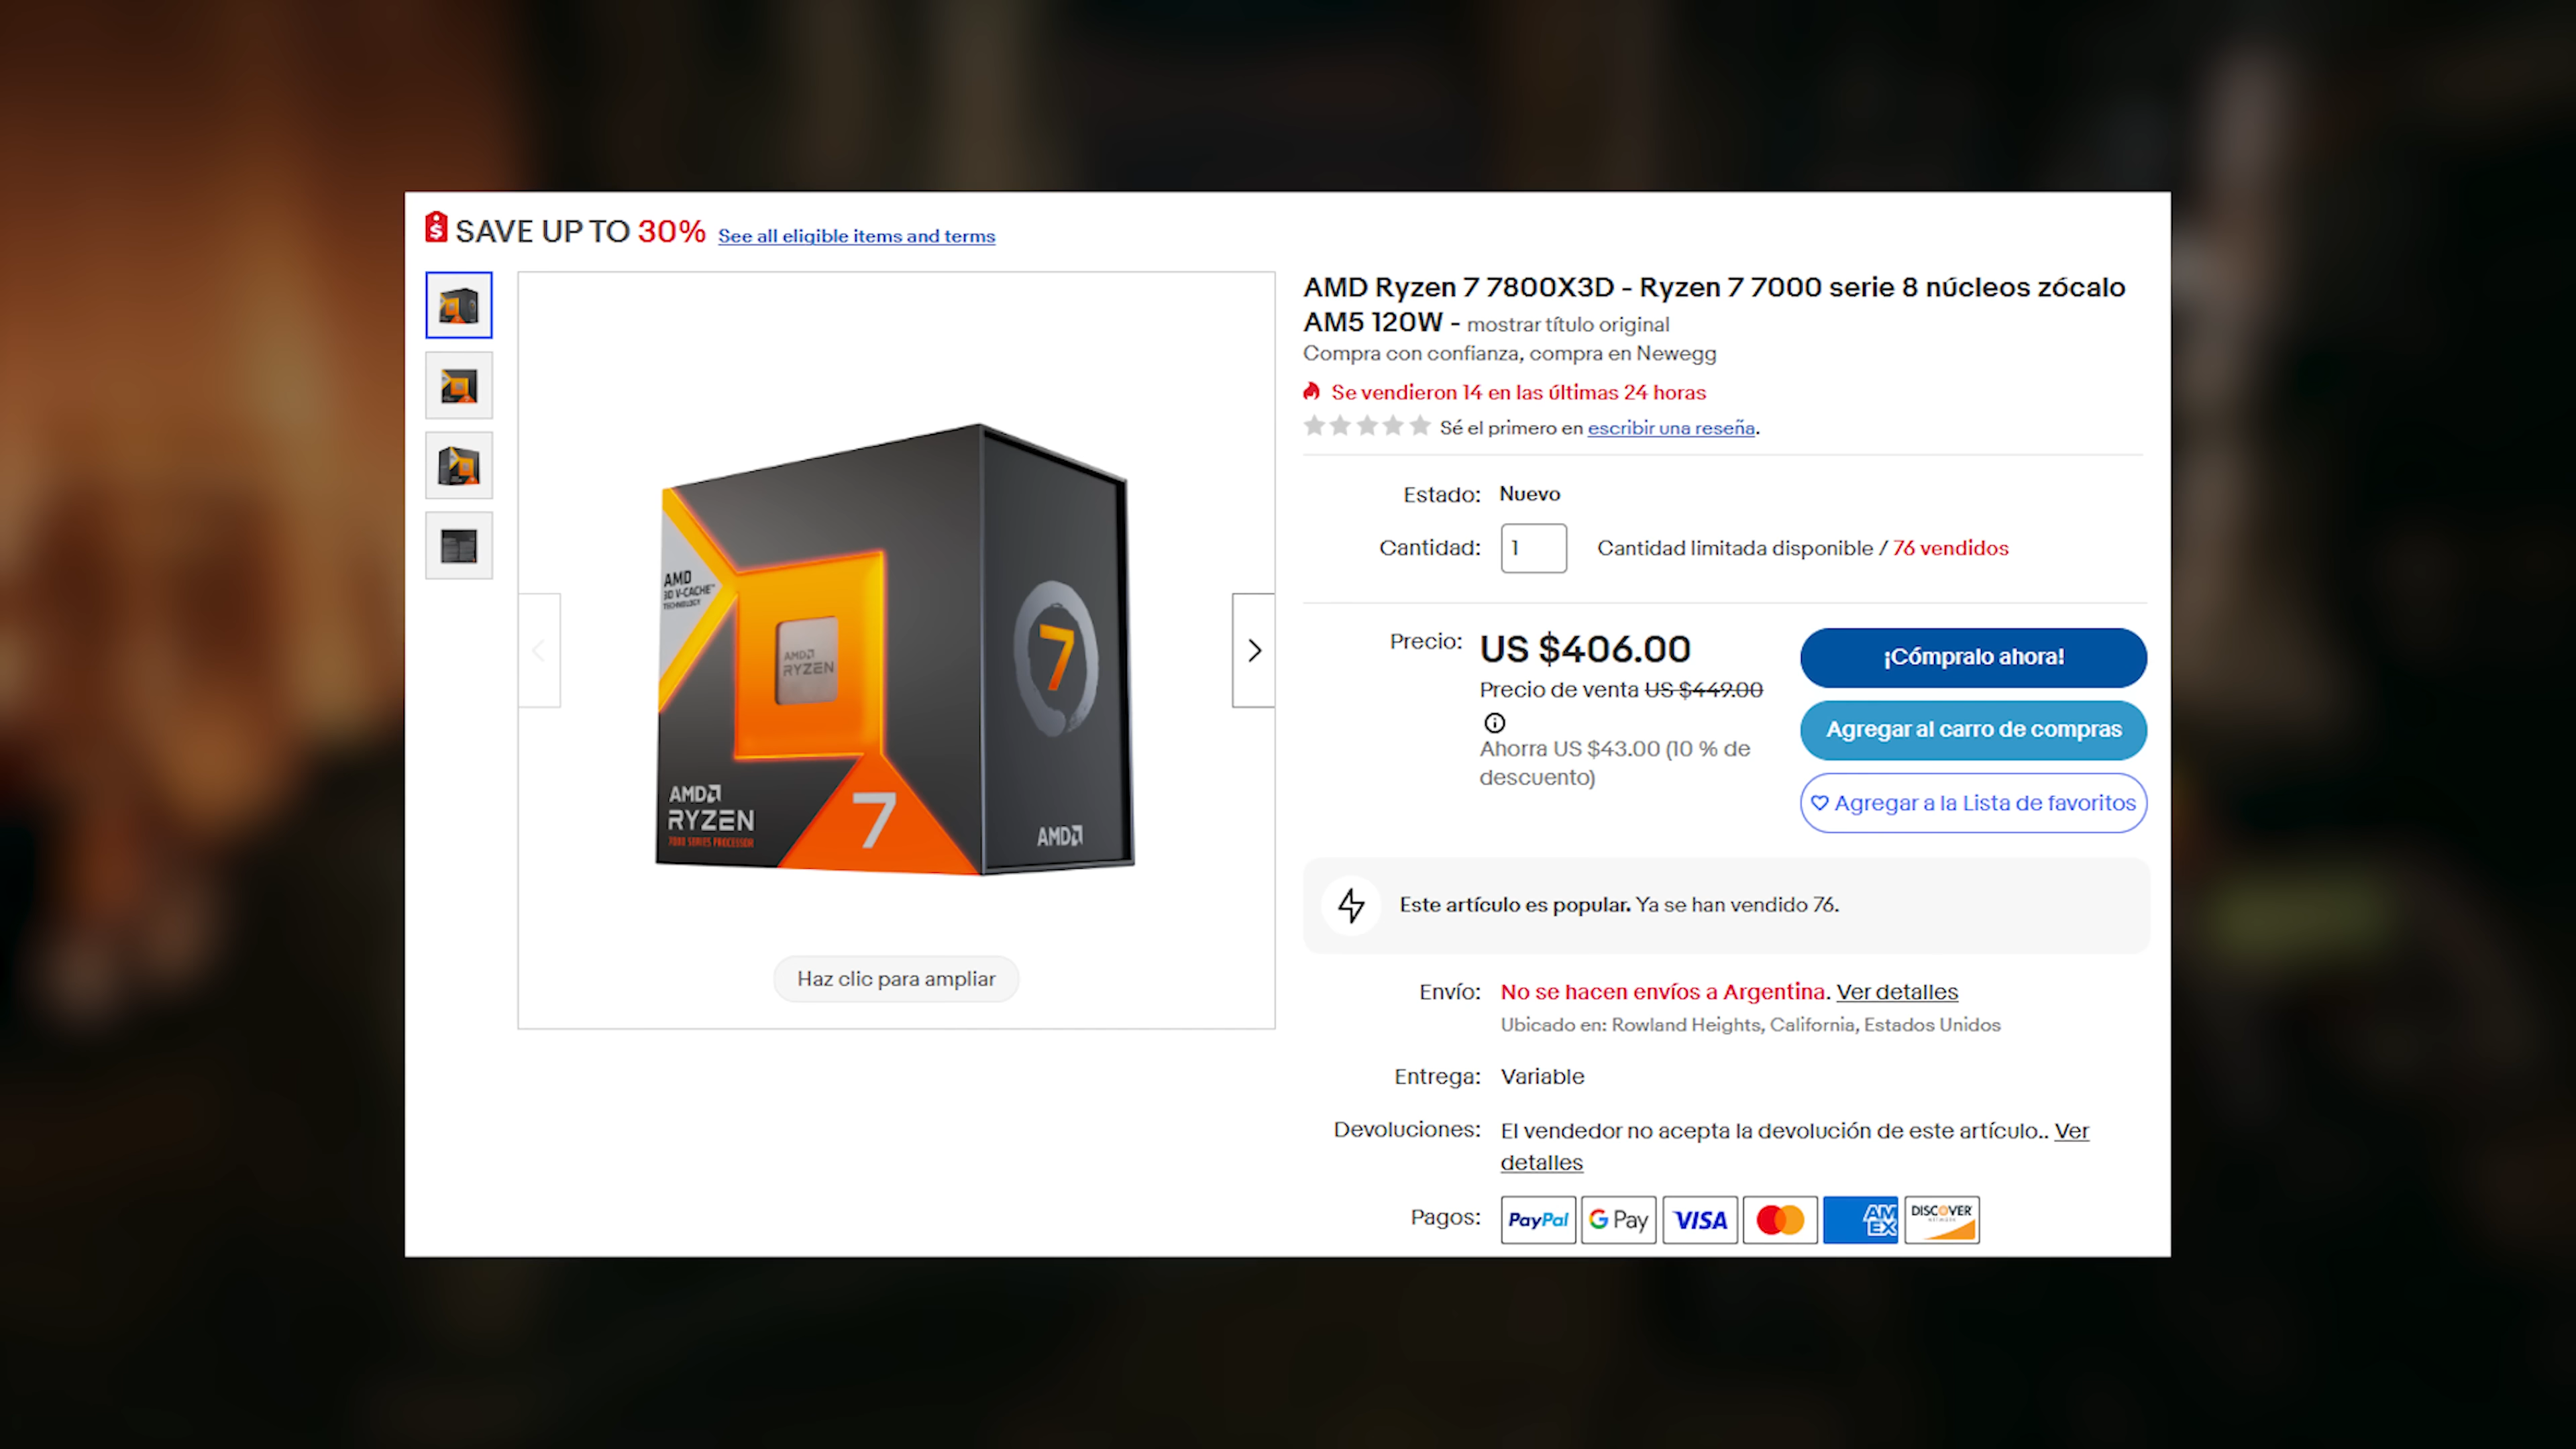 SAVE UP TO 30% See all eligible items and terms
AMD Ryzen 7 7800X3D - Ryzen 7 7000 serie 8 núcleos zócalo
AM5 120W - mostrar título original
Compra con confianza, compra en Newegg
Se vendieron 14 en las últimas 24 horas
Sé el primero en escribir una reseña.
Estado: Nuevo
Cantidad: 1 Cantidad limitada disponible / 76 vendidos
AMD
3D V-CACHE™
TECHNOLOGY
AMD
RYZEN
7
AMD
RYZEN
7000 SERIES PROCESSOR
7
AMD
Haz clic para ampliar
Precio: US $406.00
Precio de venta US $449.00
Ahorra US $43.00 (10 % de
descuento)
¡Cómpralo ahora!
Agregar al carro de compras
Agregar a la Lista de favoritos
Este artículo es popular. Ya se han vendido 76.
Envío: No se hacen envíos a Argentina. Ver detalles
Ubicado en: Rowland Heights, California, Estados Unidos
Entrega: Variable
Devoluciones: El vendedor no acepta la devolución de este artículo.. Ver
detalles
Pagos: PayPal G Pay VISA AM EX DISCOVER